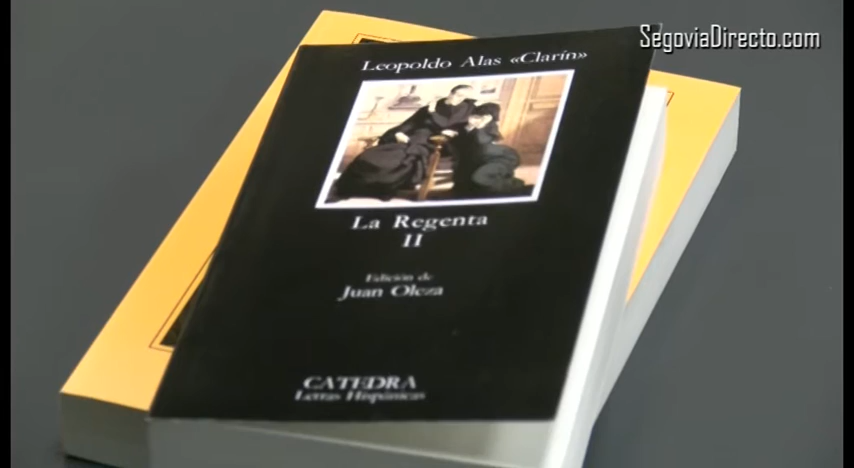 SegoviaDirecto.com
Leopoldo Alas «Clarín»
La Regenta
II
Edición de
Juan Oleza
CATEDRA
Letras Hispánicas